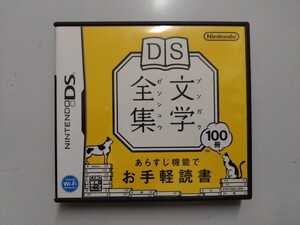 Nintendo
NINTENDO DS
DS
文学
ブンガク
全集
ゼンシュウ
100冊
あらすじ機能で
お手軽読書
Wi-Fi